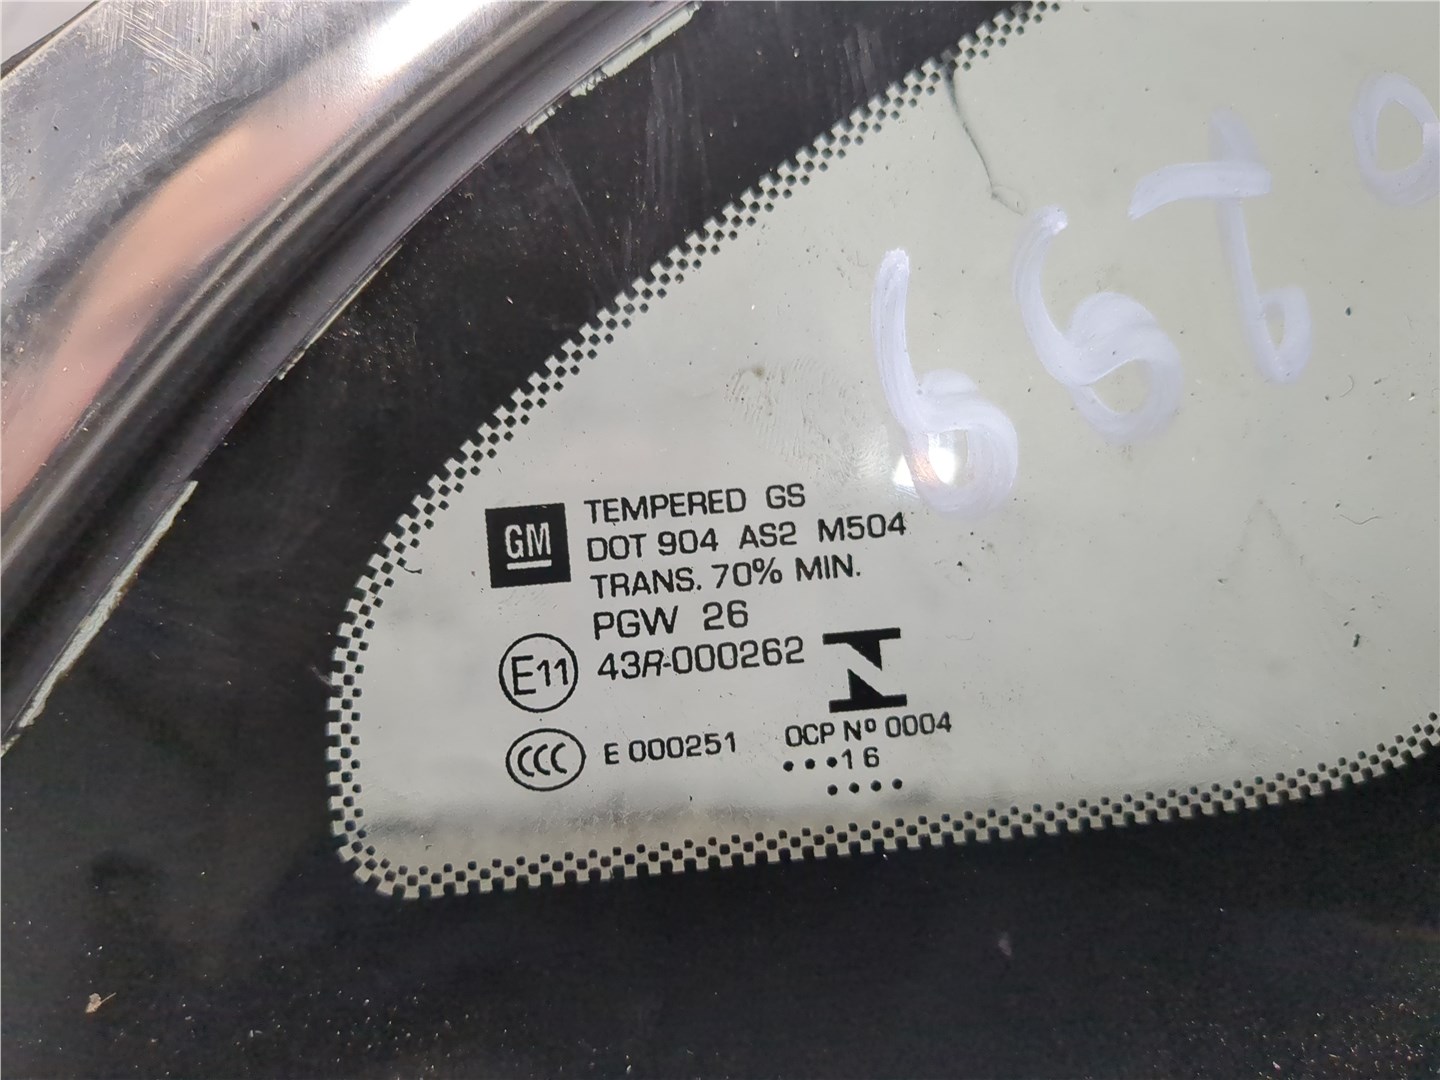 GM
TEMPERED GS
DOT 904 AS2 M504
TRANS. 70% MIN.
PGW 26
E11 43R-000262
CCC E 000251
OCP Nº 0004
•••16
••••